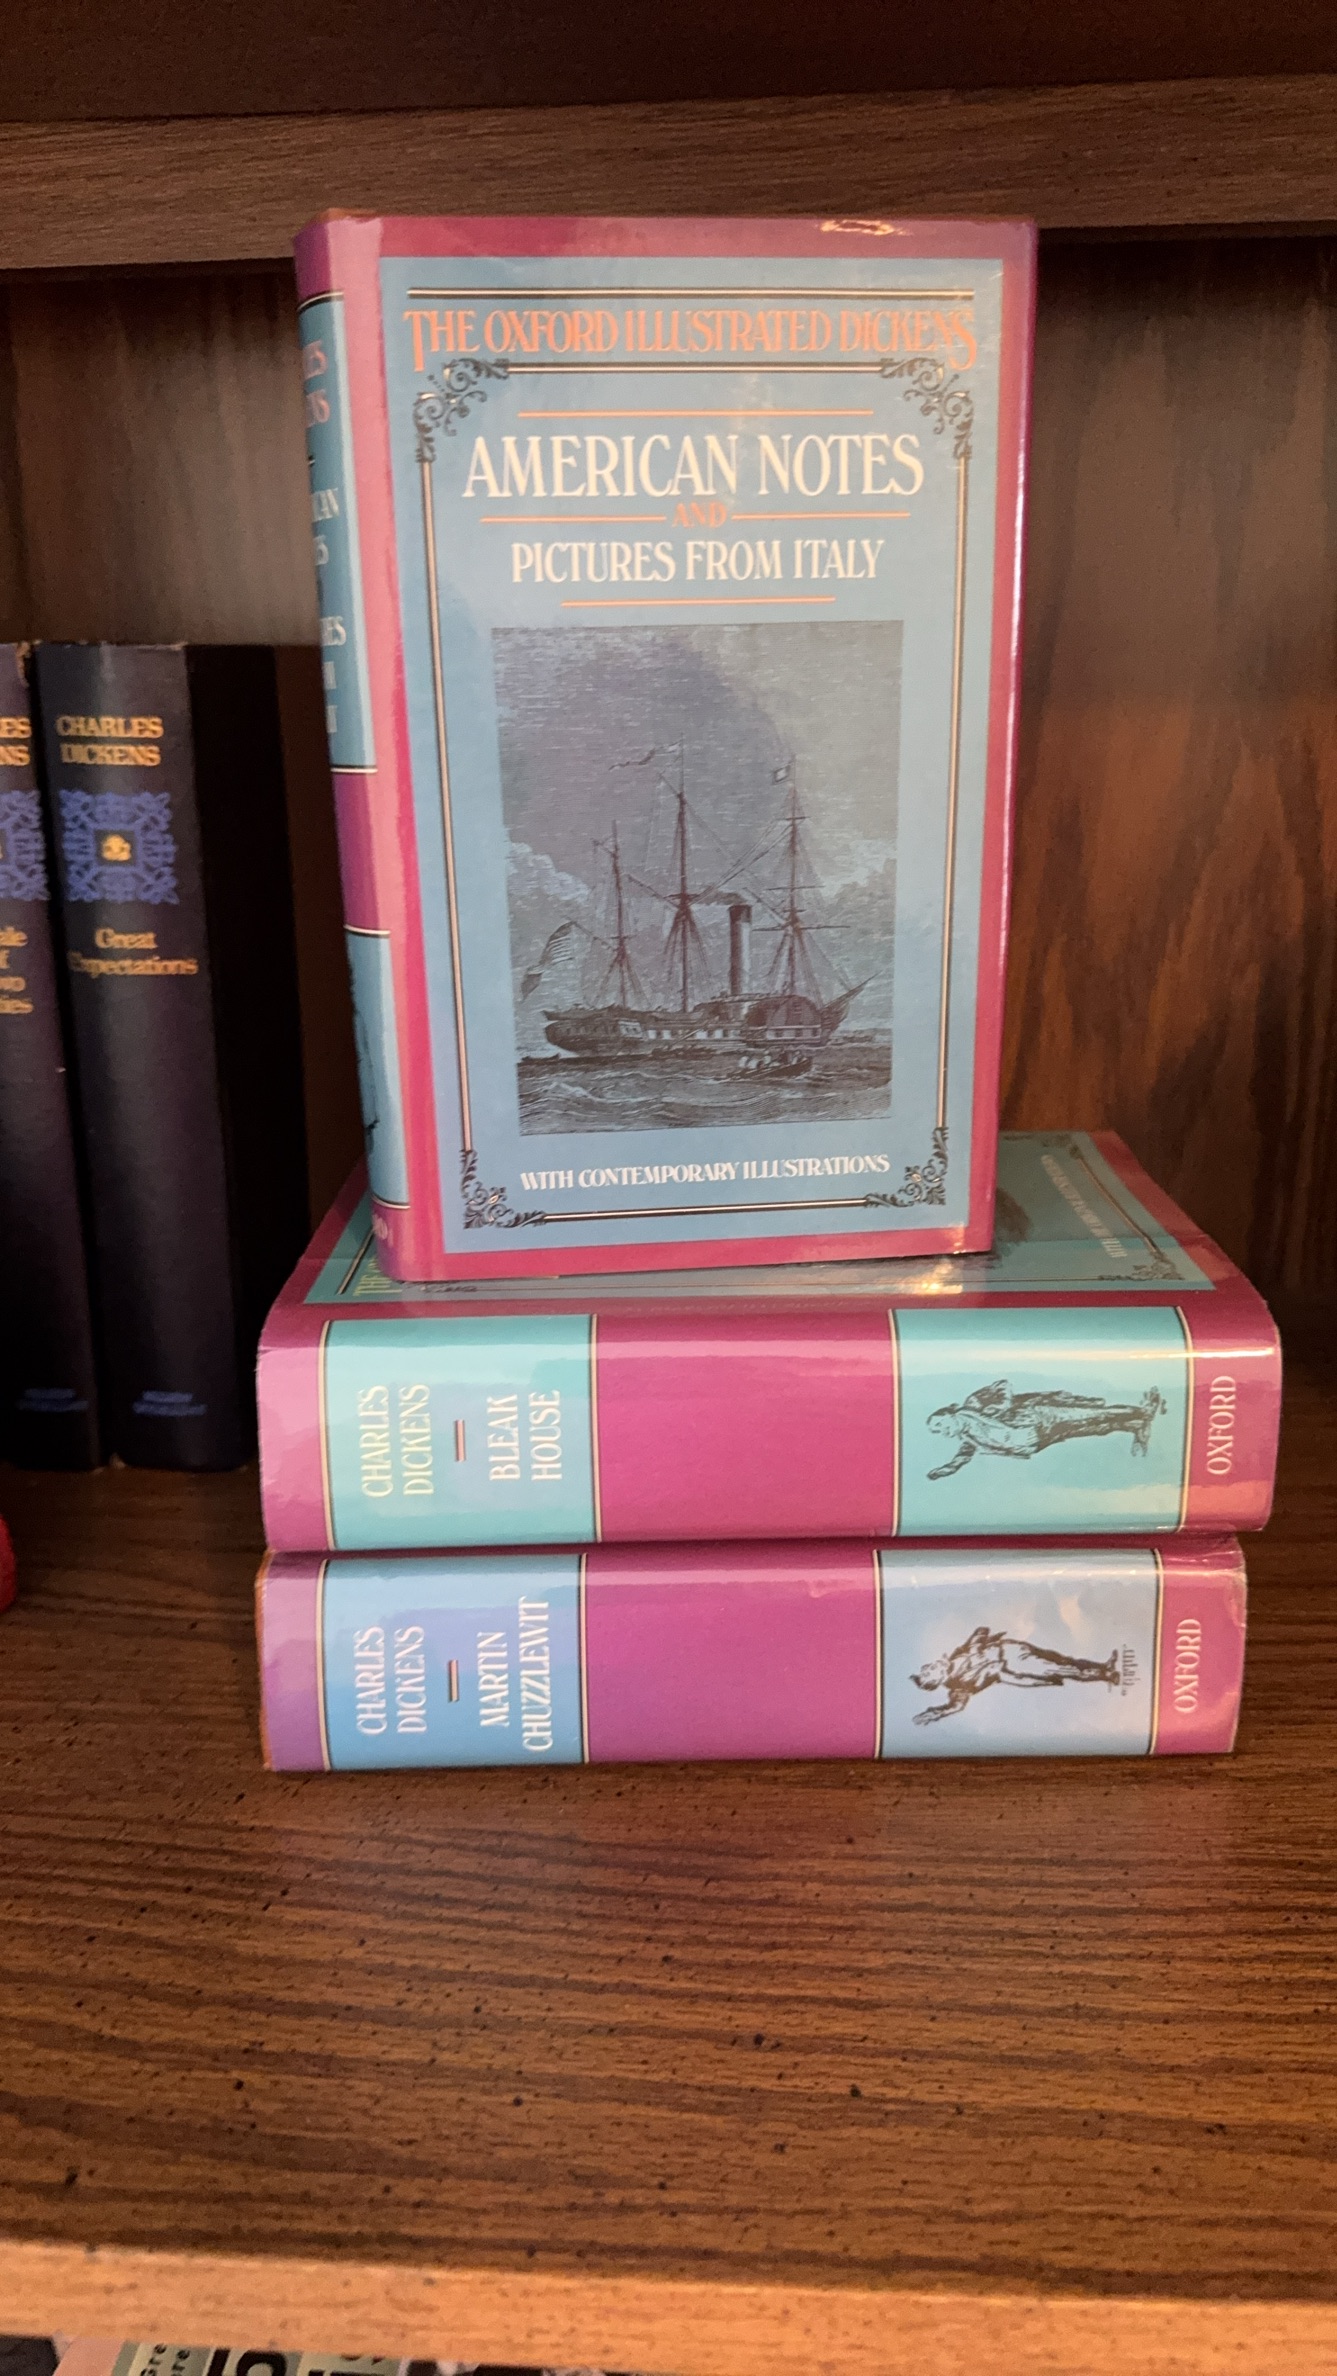 THE OXFORD ILLUSTRATED DICKENS
AMERICAN NOTES
AND
PICTURES FROM ITALY
WITH CONTEMPORARY ILLUSTRATIONS
CHARLES
DICKENS
Great
Expectations
CHARLES
DICKENS
BLEAK
HOUSE
OXFORD
CHARLES
DICKENS
MARTIN
CHUZZLEWIT
OXFORD